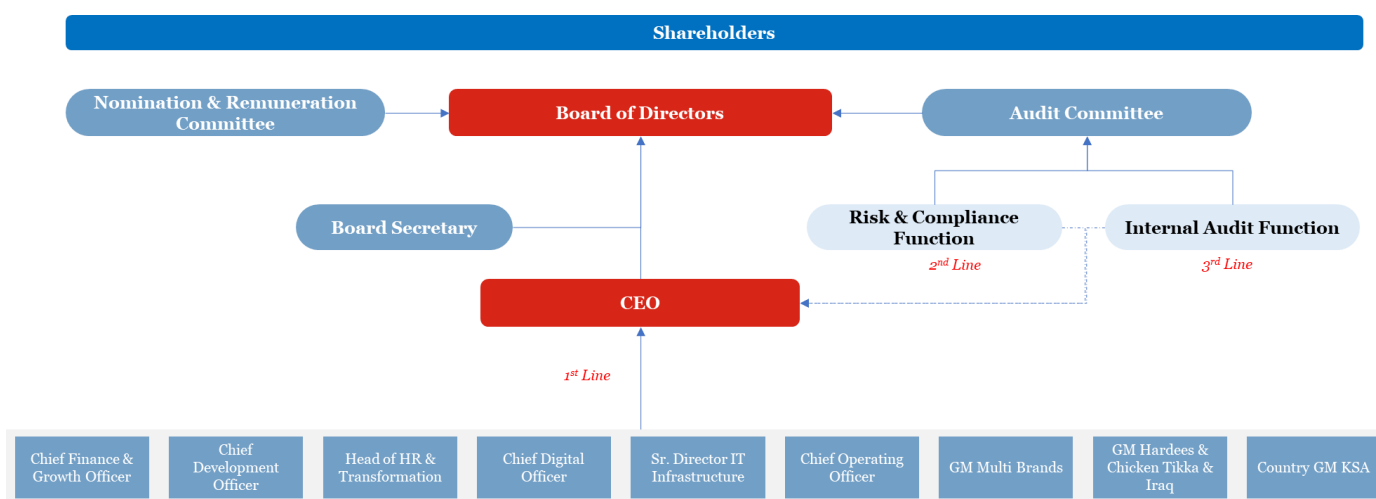 Shareholders
Nomination & Remuneration
Committee
Board of Directors
Audit Committee
Board Secretary
Risk & Compliance
Function
Internal Audit Function
2nd Line
3rd Line
CEO
1st Line
Chief Finance &
Growth Officer
Chief
Development
Officer
Head of HR &
Transformation
Chief Digital
Officer
Sr. Director IT
Infrastructure
Chief Operating
Officer
GM Multi Brands
GM Hardees &
Chicken Tikka &
Iraq
Country GM KSA